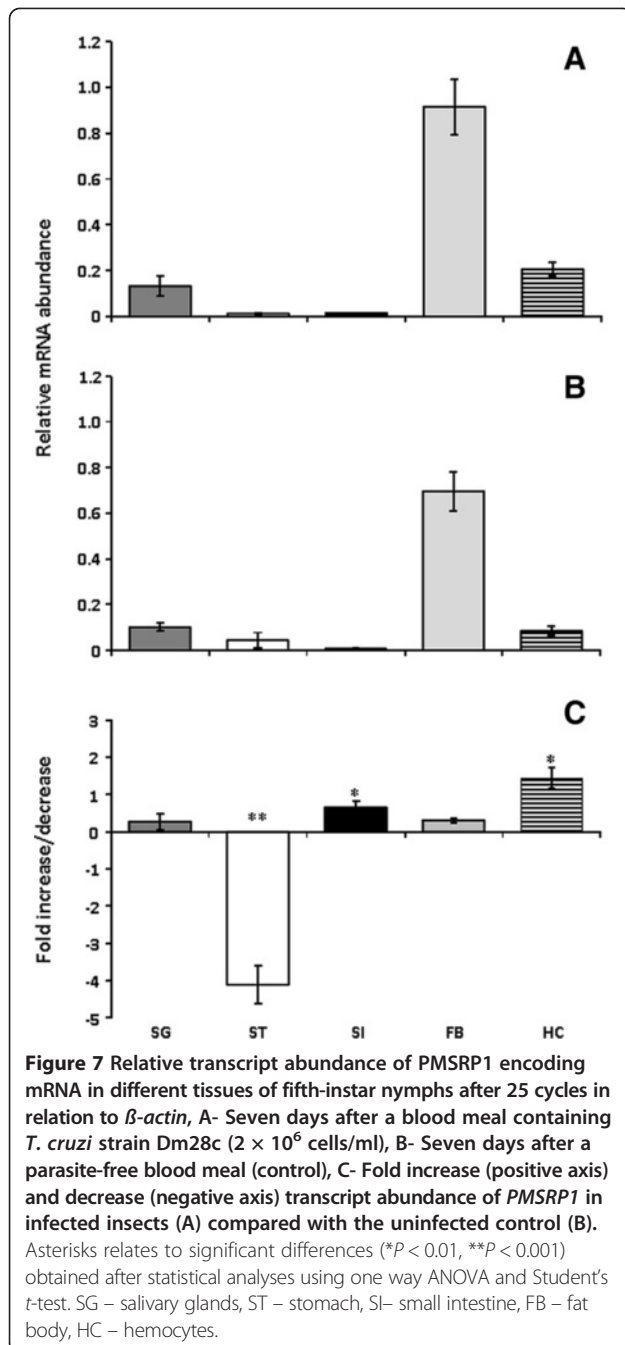 A
1.2
1.0
0.8
0.6
0.4
0.2
0
Relative mRNA abundance
B
1.2
1.0
0.8
0.6
0.4
0.2
0
C
3
2
1
0
-1
-2
-3
-4
-5
Fold increase/decrease
**
*
*
SG ST SI FB HC
Figure 7 Relative transcript abundance of PMSRP1 encoding
mRNA in different tissues of fifth-instar nymphs after 25 cycles in
relation to ß-actin, A- Seven days after a blood meal containing
T. cruzi strain Dm28c (2 × 10⁶ cells/ml), B- Seven days after a
parasite-free blood meal (control), C- Fold increase (positive axis)
and decrease (negative axis) transcript abundance of PMSRP1 in
infected insects (A) compared with the uninfected control (B).
Asterisks relates to significant differences (*P < 0.01, **P < 0.001)
obtained after statistical analyses using one way ANOVA and Student's
t-test. SG – salivary glands, ST – stomach, SI– small intestine, FB – fat
body, HC – hemocytes.